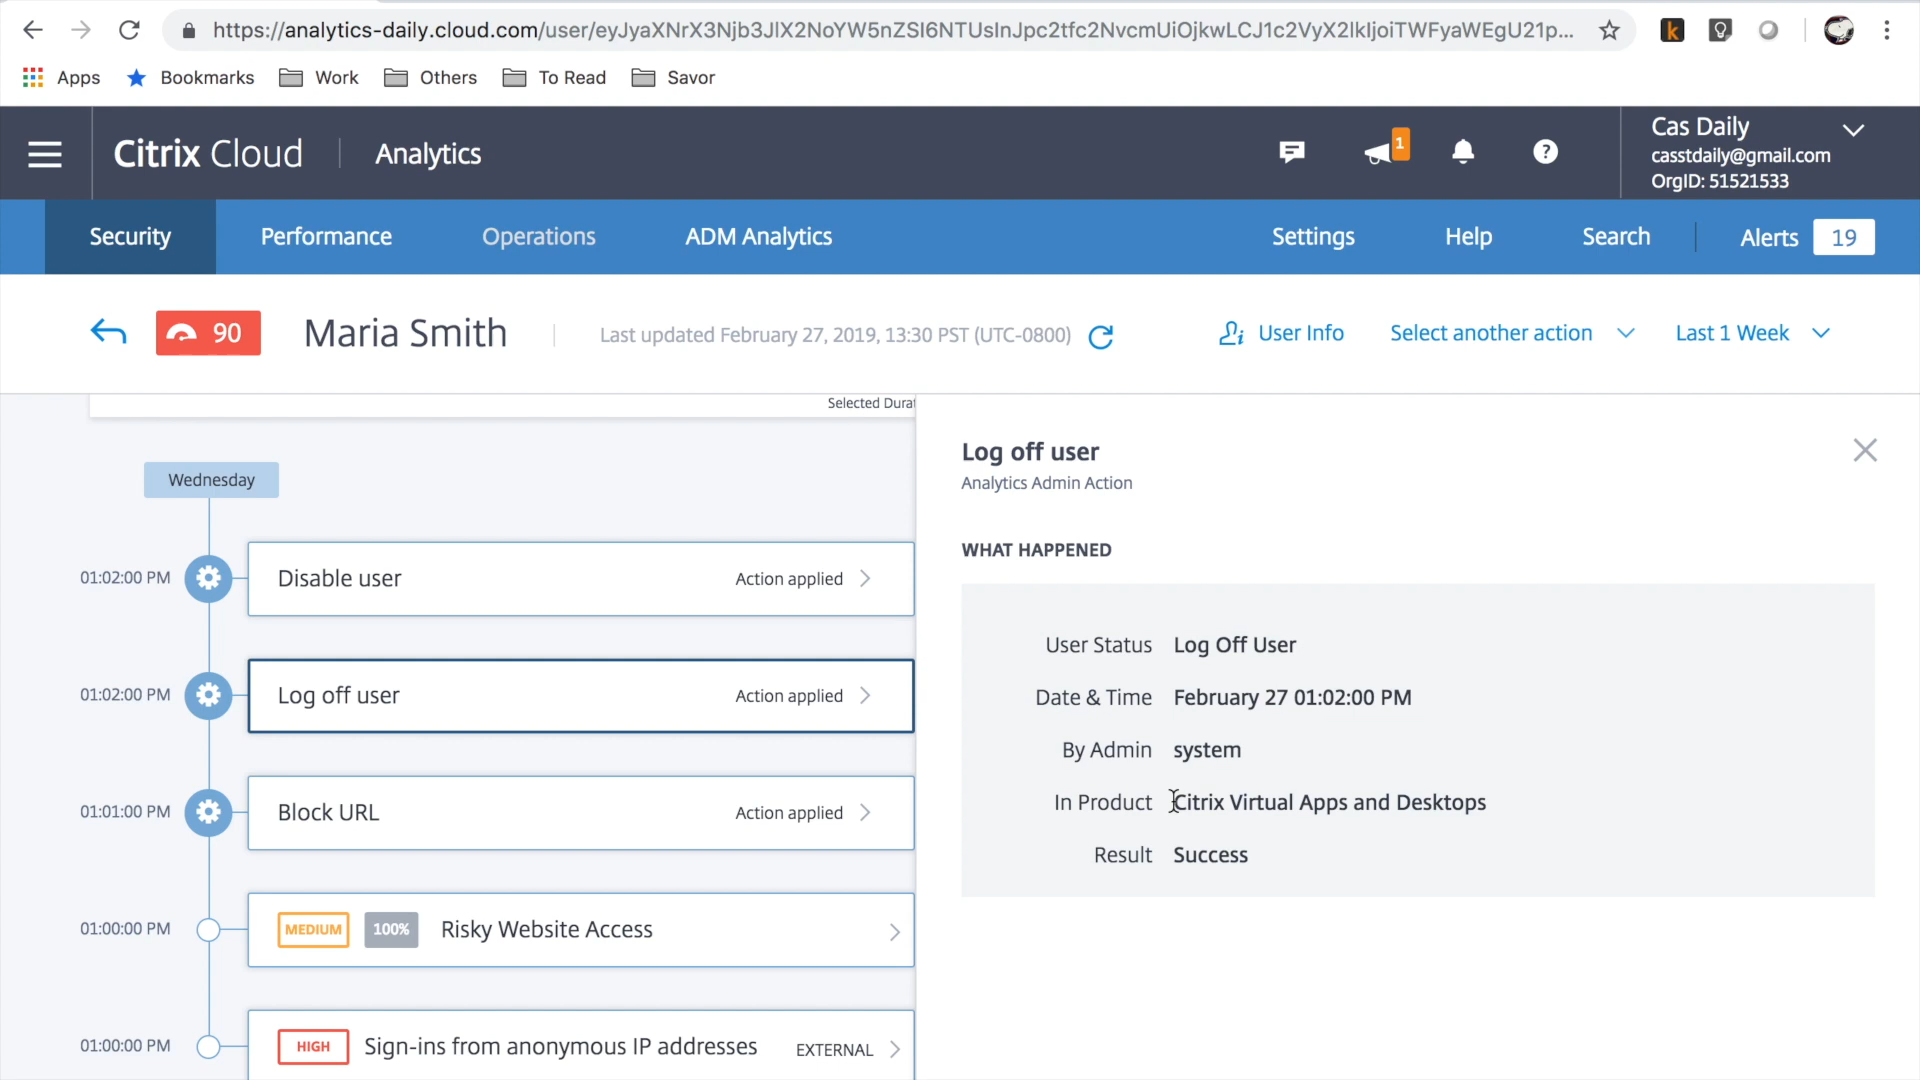 https://analytics-daily.cloud.com/user/eyJyaXNrX3Njb3JlX2NoYW5nZSI6NTUsInJpc2tfc2NvcmUiOjkwLCJ1c2VyX2lkIjoiTWFyaWEgU21p...
Apps Bookmarks Work Others To Read Savor
Citrix Cloud Analytics 1
Cas Daily
casstdaily@gmail.com
OrgID: 51521533
Security Performance Operations ADM Analytics Settings Help Search Alerts 19
90 Maria Smith Last updated February 27, 2019, 13:30 PST (UTC-0800) User Info Select another action Last 1 Week
Selected Durat
Wednesday
01:02:00 PM Disable user Action applied
01:02:00 PM Log off user Action applied
01:01:00 PM Block URL Action applied
01:00:00 PM MEDIUM 100% Risky Website Access
01:00:00 PM HIGH Sign-ins from anonymous IP addresses EXTERNAL
Log off user
Analytics Admin Action
WHAT HAPPENED
User Status Log Off User
Date & Time February 27 01:02:00 PM
By Admin system
In Product Citrix Virtual Apps and Desktops
Result Success